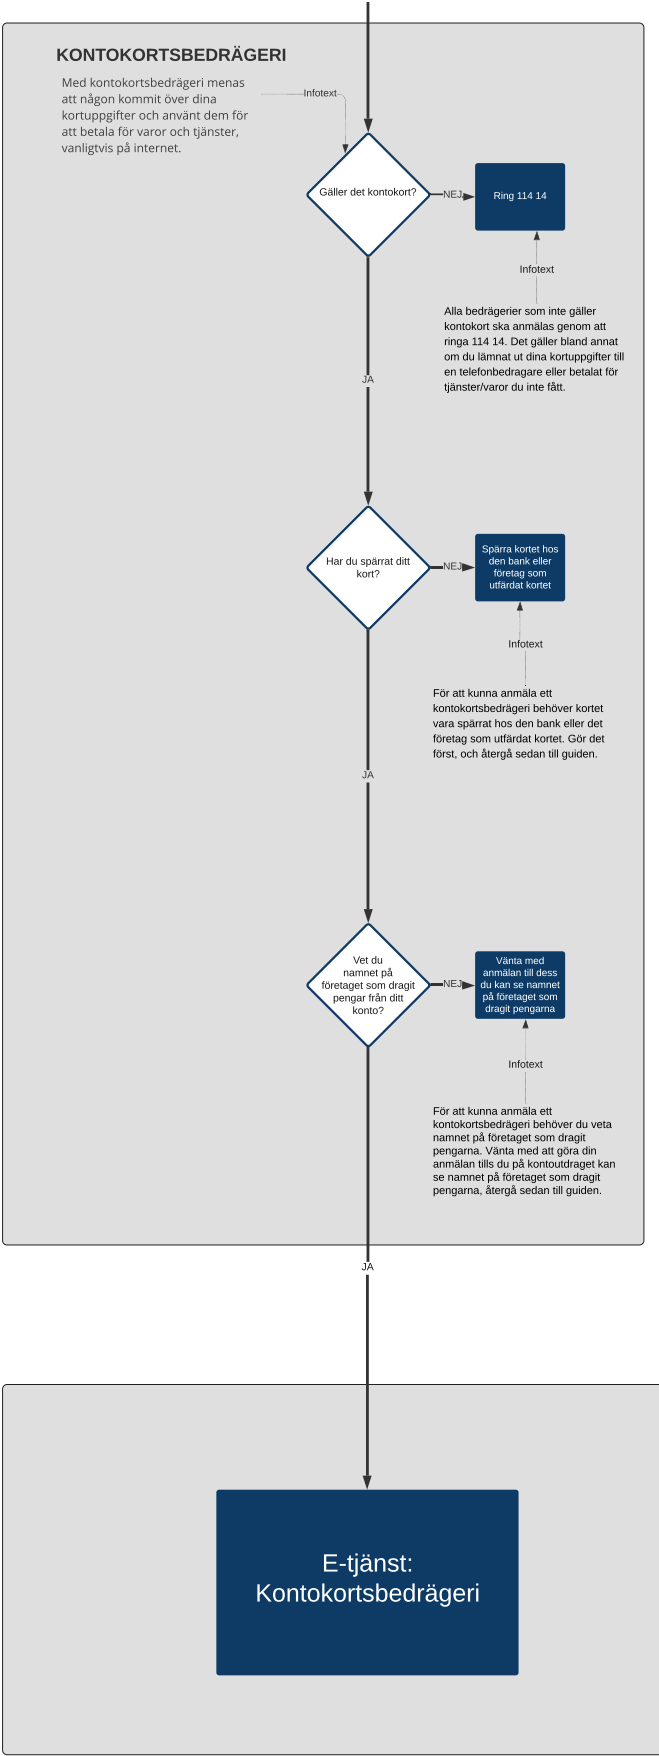 KONTOKORTSBEDRÄGERI
Med kontokortsbedrägeri menas
att någon kommit över dina
kortuppgifter och använt dem för
att betala för varor och tjänster,
vanligtvis på internet.
Infotext
Gäller det kontokort?
NEJ
Ring 114 14
Infotext
Alla bedrägerier som inte gäller
kontokort ska anmälas genom att
ringa 114 14. Det gäller bland annat
om du lämnat ut dina kortuppgifter till
en telefonbedragare eller betalat för
tjänster/varor du inte fått.
JA
Har du spärrat ditt
kort?
NEJ
Spärra kortet hos
den bank eller
företag som
utfärdat kortet
Infotext
För att kunna anmäla ett
kontokortsbedrägeri behöver kortet
vara spärrat hos den bank eller det
företag som utfärdat kortet. Gör det
först, och återgå sedan till guiden.
JA
Vet du
namnet på
företaget som dragit
pengar från ditt
konto?
NEJ
Vänta med
anmälan till dess
du kan se namnet
på företaget som
dragit pengarna
Infotext
För att kunna anmäla ett
kontokortsbedrägeri behöver du veta
namnet på företaget som dragit
pengarna. Vänta med att göra din
anmälan tills du på kontoutdraget kan
se namnet på företaget som dragit
pengarna, återgå sedan till guiden.
JA
E-tjänst:
Kontokortsbedrägeri